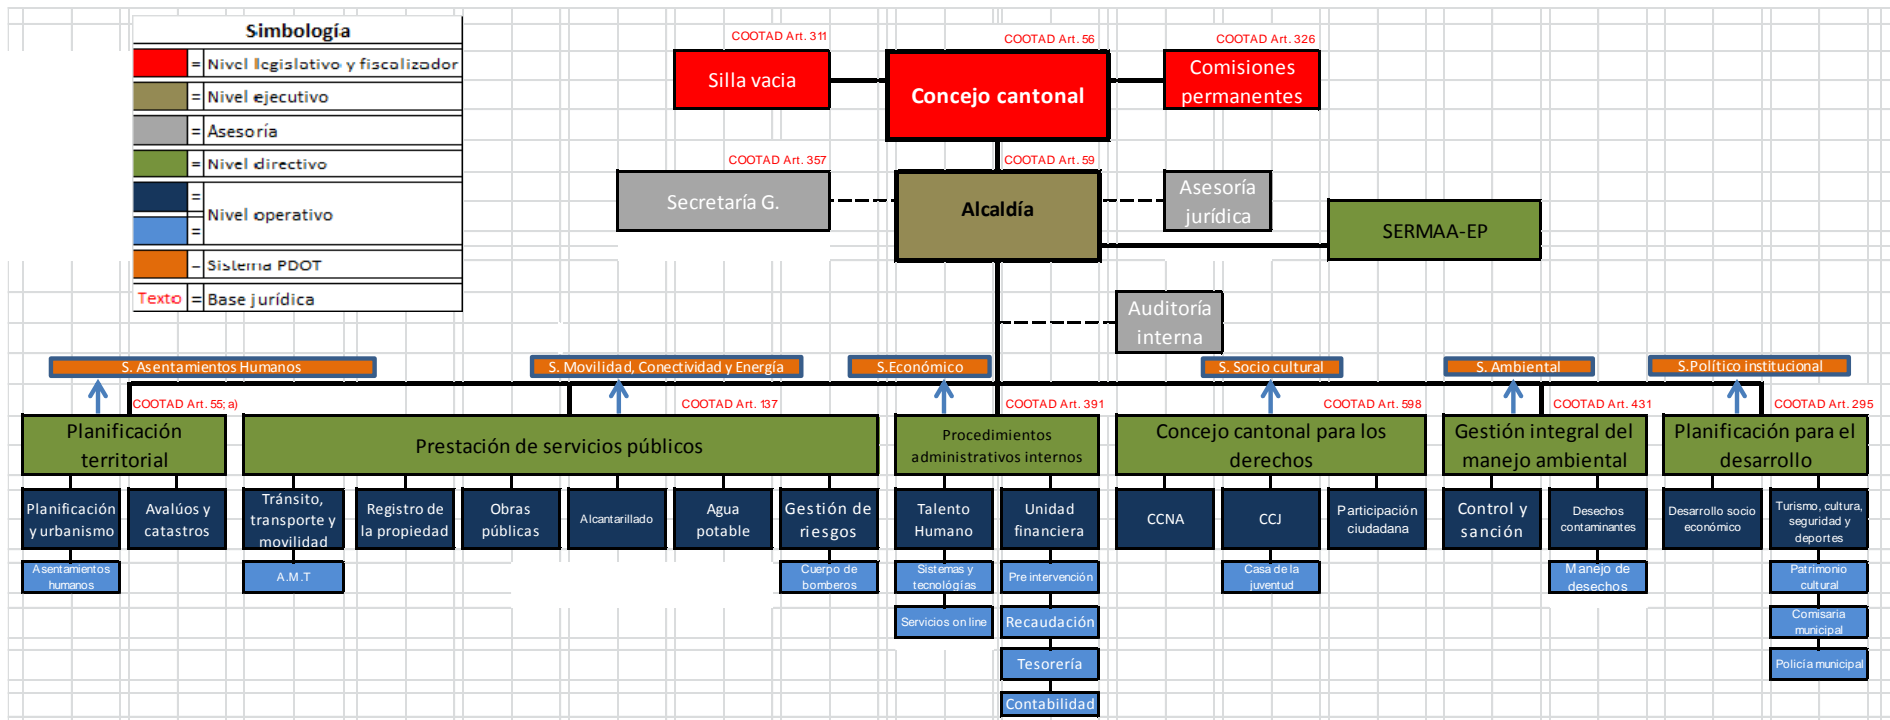 Simbología
= Nivel legislativo y fiscalizador
= Nivel ejecutivo
= Asesoría
= Nivel directivo
=
= Nivel operativo
= Sistema PDOT
Texto = Base jurídica
COOTAD Art. 311
COOTAD Art. 56
COOTAD Art. 326
Silla vacia
Concejo cantonal
Comisiones
permanentes
COOTAD Art. 357
COOTAD Art. 59
Secretaría G.
Alcaldía
Asesoría
jurídica
SERMAA-EP
Auditoría
interna
S. Asentamientos Humanos
S. Movilidad, Conectividad y Energía
S.Económico
S. Socio cultural
S. Ambiental
S.Político institucional
COOTAD Art. 55; a)
COOTAD Art. 137
COOTAD Art. 391
COOTAD Art. 598
COOTAD Art. 431
COOTAD Art. 295
Planificación
territorial
Prestación de servicios públicos
Procedimientos
administrativos internos
Concejo cantonal para los
derechos
Gestión integral del
manejo ambiental
Planificación para el
desarrollo
Planificación
y urbanismo
Avalúos y
catastros
Tránsito,
transporte y
movilidad
Registro de
la propiedad
Obras
públicas
Alcantarillado
Agua
potable
Gestión de
riesgos
Talento
Humano
Unidad
financiera
CCNA
CCJ
Participación
ciudadana
Control y
sanción
Desechos
contaminantes
Desarrollo socio
económico
Turismo, cultura,
seguridad y
deportes
Asentamientos
humanos
A.M.T
Cuerpo de
bomberos
Sistemas y
tecnológías
Pre intervención
Casa de la
juventud
Manejo de
desechos
Patrimonio
cultural
Servicios on line
Recaudación
Comisaria
municipal
Tesorería
Policía municipal
Contabilidad